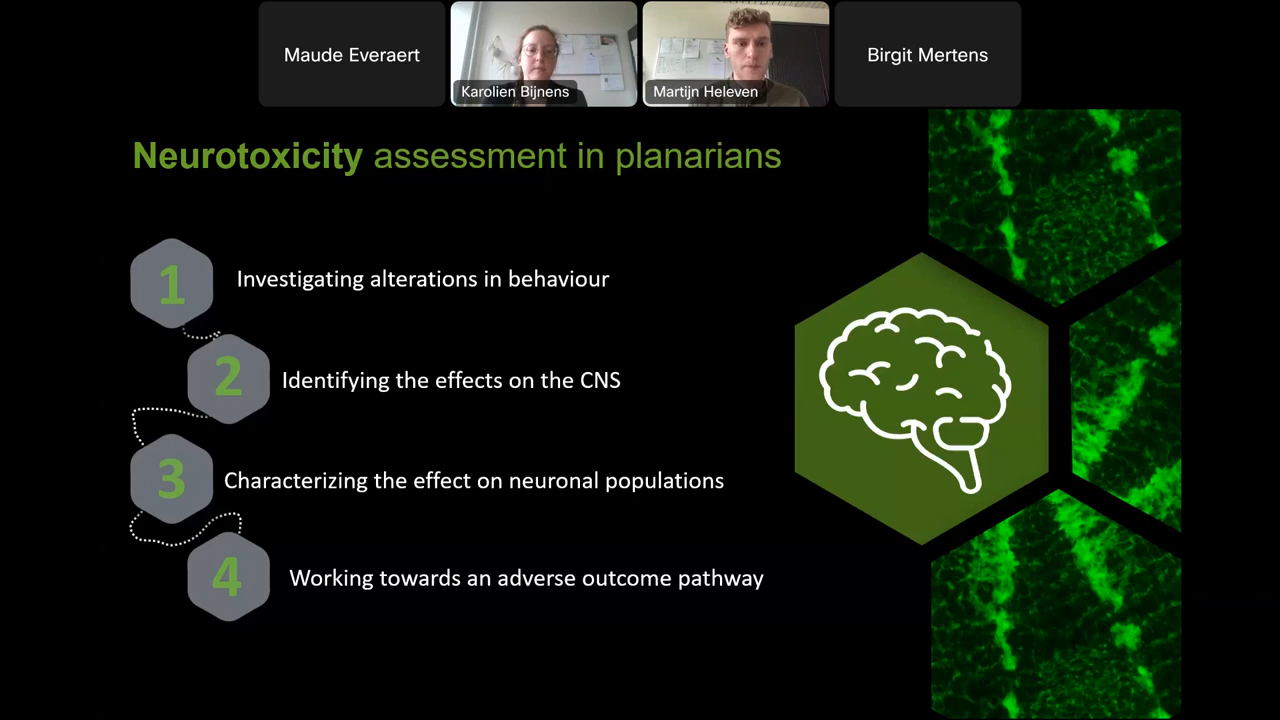 Maude Everaert
Karolien Bijnens
Martijn Heleven
Birgit Mertens
Neurotoxicity assessment in planarians
1 Investigating alterations in behaviour
2 Identifying the effects on the CNS
3 Characterizing the effect on neuronal populations
4 Working towards an adverse outcome pathway